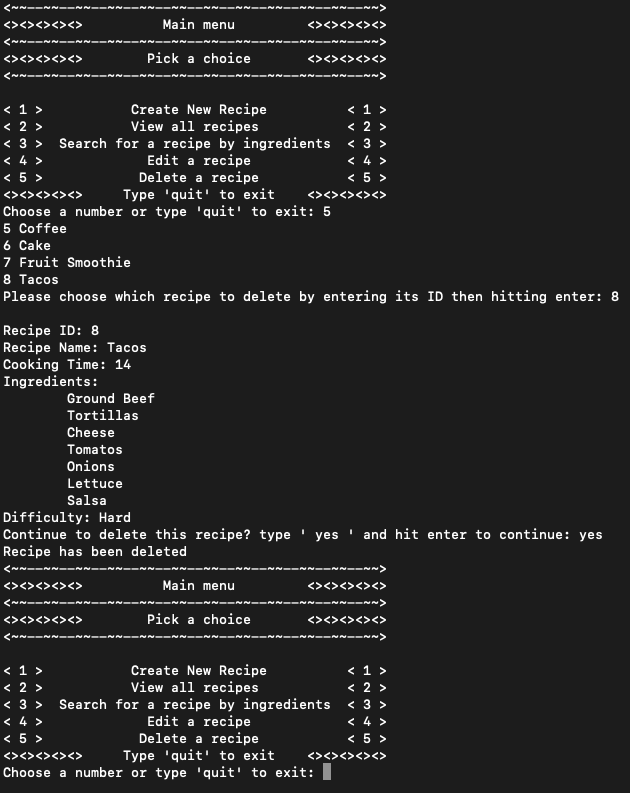 <~~—~~—~~—~~—~~—~~—~~—~~—~~—~~—~~—~~—~~—~~—~~—>
<><><><><>          Main menu         <><><><><>
<~~—~~—~~—~~—~~—~~—~~—~~—~~—~~—~~—~~—~~—~~—~~—>
<><><><><>        Pick a choice       <><><><><>
<~~—~~—~~—~~—~~—~~—~~—~~—~~—~~—~~—~~—~~—~~—~~—>
< 1 >           Create New Recipe          < 1 >
< 2 >           View all recipes           < 2 >
< 3 >  Search for a recipe by ingredients  < 3 >
< 4 >             Edit a recipe            < 4 >
< 5 >            Delete a recipe           < 5 >
<><><><><>     Type 'quit' to exit    <><><><><>
Choose a number or type 'quit' to exit: 5
5 Coffee
6 Cake
7 Fruit Smoothie
8 Tacos
Please choose which recipe to delete by entering its ID then hitting enter: 8
Recipe ID: 8
Recipe Name: Tacos
Cooking Time: 14
Ingredients:
        Ground Beef
        Tortillas
        Cheese
        Tomatos
        Onions
        Lettuce
        Salsa
Difficulty: Hard
Continue to delete this recipe? type ' yes ' and hit enter to continue: yes
Recipe has been deleted
<~~—~~—~~—~~—~~—~~—~~—~~—~~—~~—~~—~~—~~—~~—~~—>
<><><><><>          Main menu         <><><><><>
<~~—~~—~~—~~—~~—~~—~~—~~—~~—~~—~~—~~—~~—~~—~~—>
<><><><><>        Pick a choice       <><><><><>
<~~—~~—~~—~~—~~—~~—~~—~~—~~—~~—~~—~~—~~—~~—~~—>
< 1 >           Create New Recipe          < 1 >
< 2 >           View all recipes           < 2 >
< 3 >  Search for a recipe by ingredients  < 3 >
< 4 >             Edit a recipe            < 4 >
< 5 >            Delete a recipe           < 5 >
<><><><><>     Type 'quit' to exit    <><><><><>
Choose a number or type 'quit' to exit: